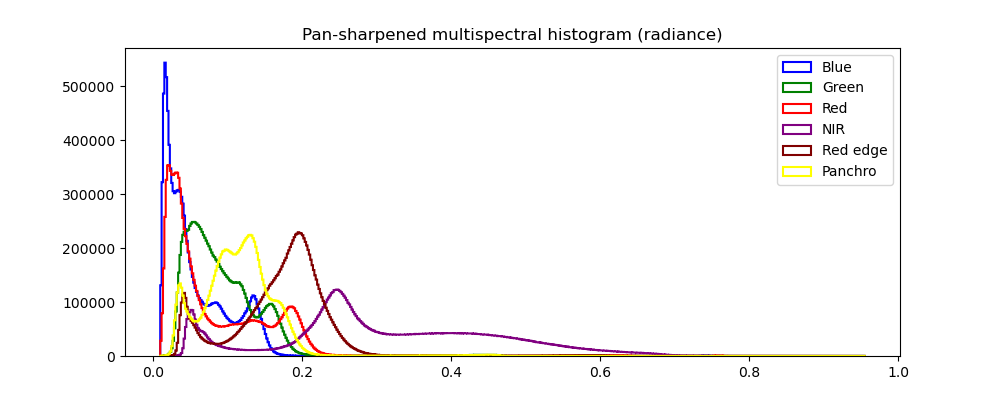 Pan-sharpened multispectral histogram (radiance)
500000
400000
300000
200000
100000
0
0.0 0.2 0.4 0.6 0.8 1.0
Blue
Green
Red
NIR
Red edge
Panchro